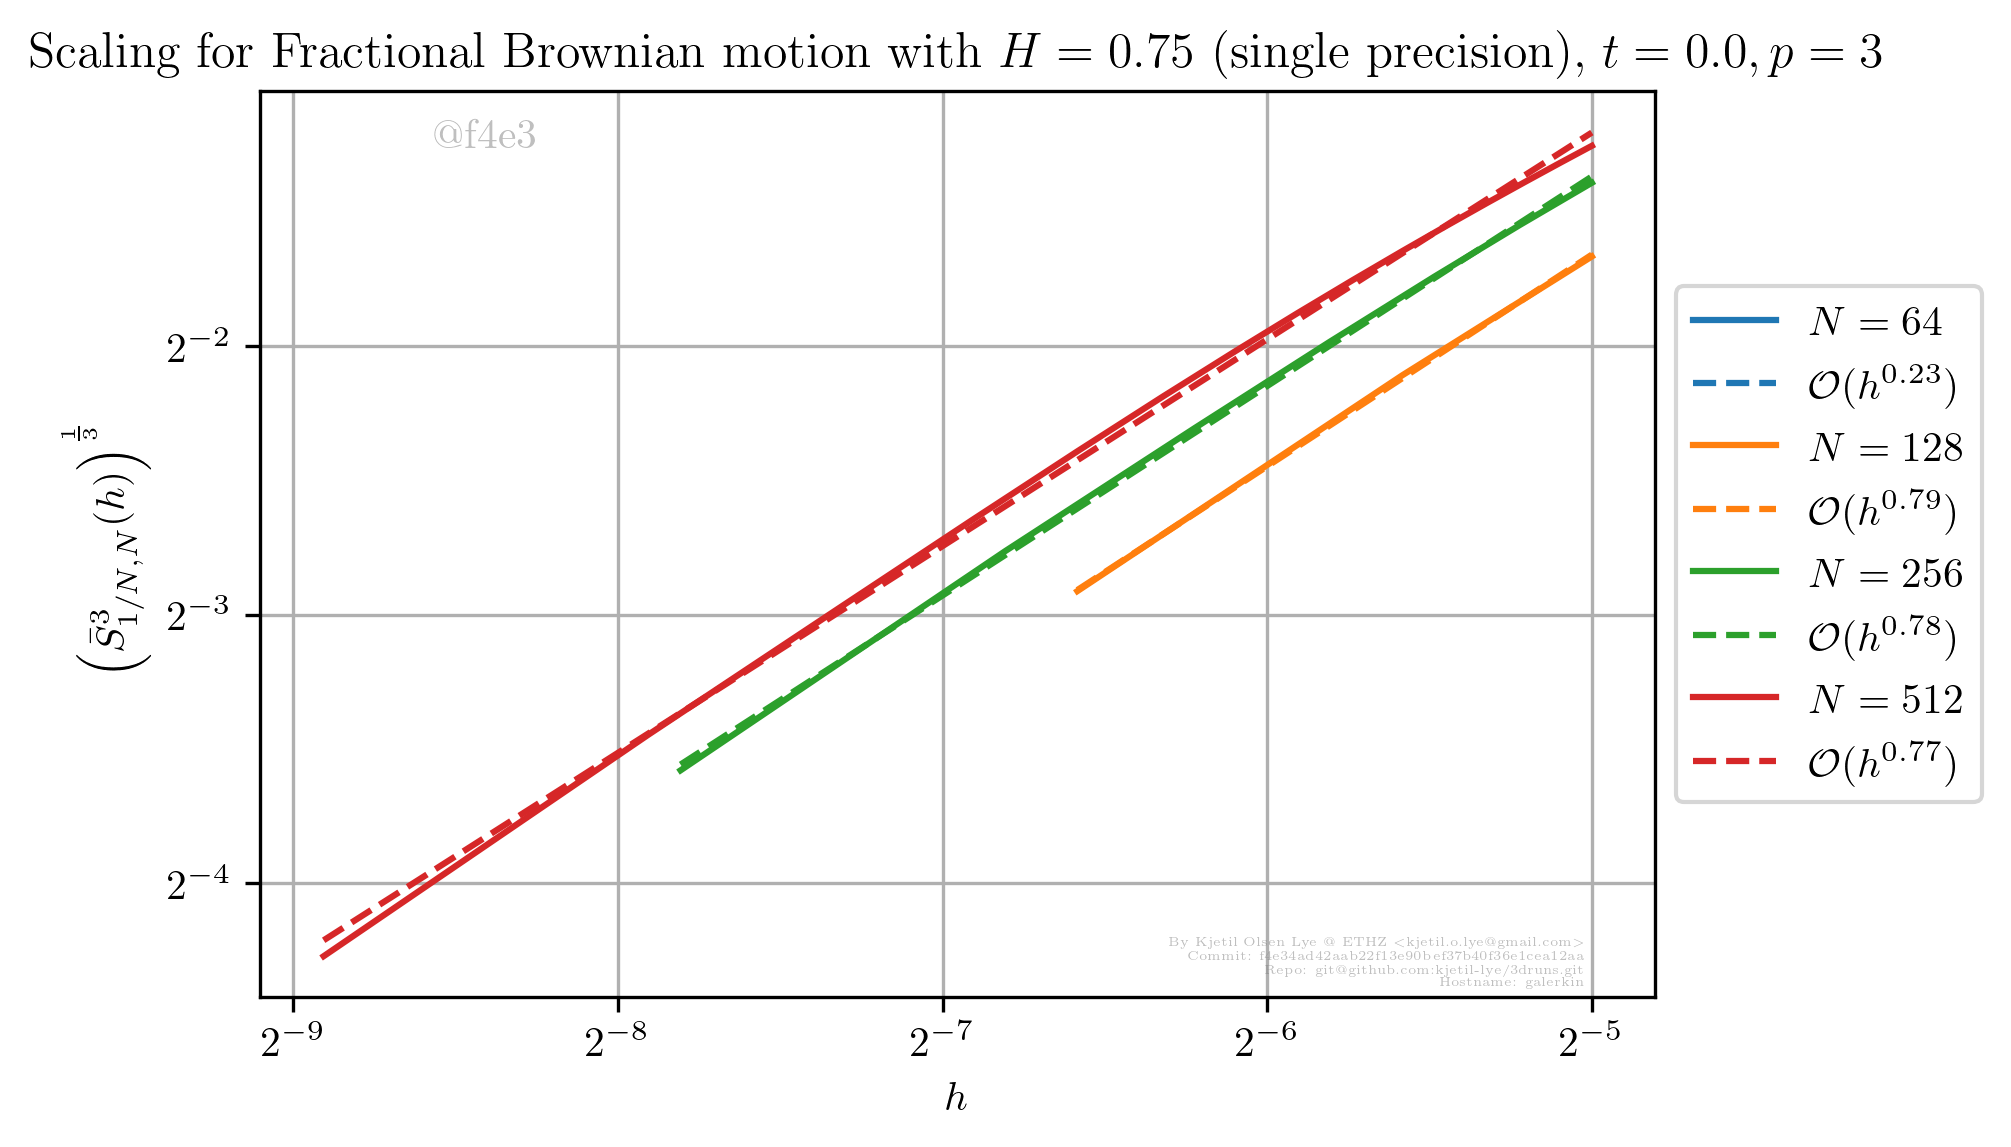 Scaling for Fractional Brownian motion with H = 0.75 (single precision), t = 0.0, p = 3
@f4e3
2⁻²
2⁻³
2⁻⁴
(S̄³₁/N,N(h))^(1/3)
N = 64
𝒪(h^0.23)
N = 128
𝒪(h^0.79)
N = 256
𝒪(h^0.78)
N = 512
𝒪(h^0.77)
By Kjetil Olsen Lye @ ETHZ <kjetil.o.lye@gmail.com>
Commit: f4e34ad42aab22f13e90bef37b40f36e1cea12aa
Repo: git@github.com:kjetil-lye/3druns.git
Hostname: galerkin
2⁻⁹ 2⁻⁸ 2⁻⁷ 2⁻⁶ 2⁻⁵
h